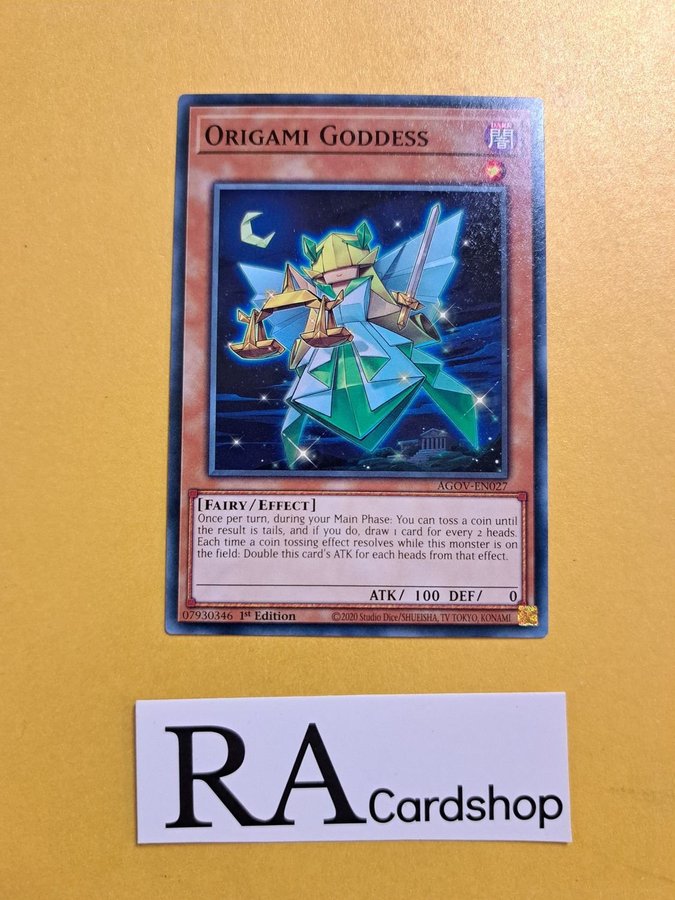 ORIGAMI GODDESS
DARK
闇
AGOV-EN027
[FAIRY/EFFECT]
Once per turn, during your Main Phase: You can toss a coin until
the result is tails, and if you do, draw 1 card for every 2 heads.
Each time a coin tossing effect resolves while this monster is on
the field: Double this card's ATK for each heads from that effect.
ATK/ 100 DEF/ 0
07930346 1st Edition ©2020 Studio Dice/SHUEISHA, TV TOKYO, KONAMI
RA Cardshop